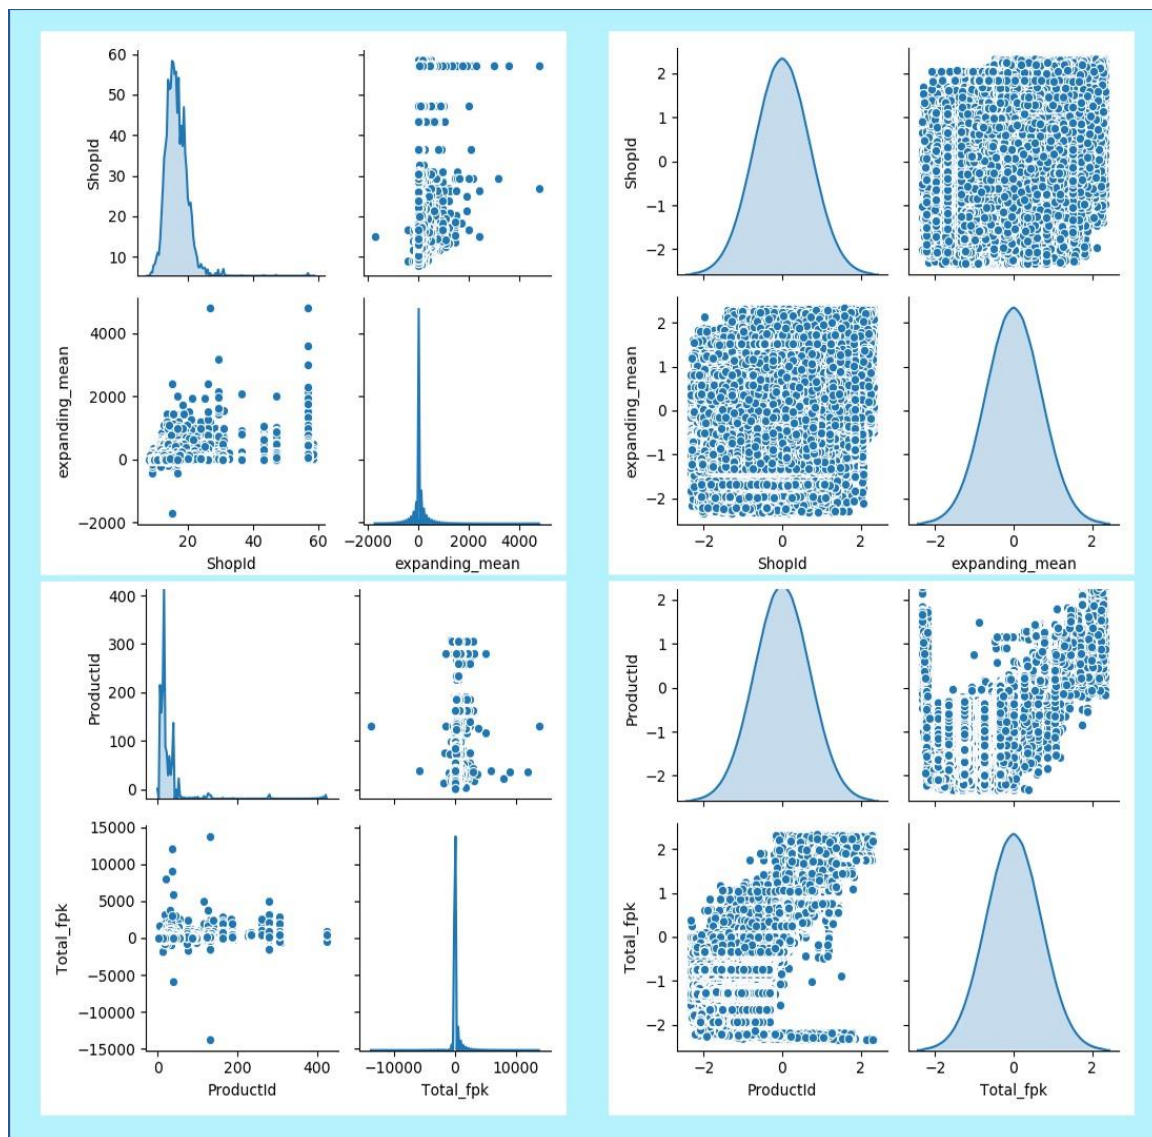 60
50
40
30
20
10
ShopId
4000
2000
0
−2000
expanding_mean
20 40 60
−2000 0 2000 4000
ShopId
expanding_mean
2
1
0
−1
−2
ShopId
2
1
0
−1
−2
expanding_mean
−2 0 2
−2 0 2
ShopId
expanding_mean
400
300
200
100
0
ProductId
15000
10000
5000
0
−5000
−10000
−15000
Total_fpk
0 200 400
−10000 0 10000
ProductId
Total_fpk
2
1
0
−1
−2
ProductId
2
1
0
−1
−2
Total_fpk
−2 0 2
−2 0 2
ProductId
Total_fpk